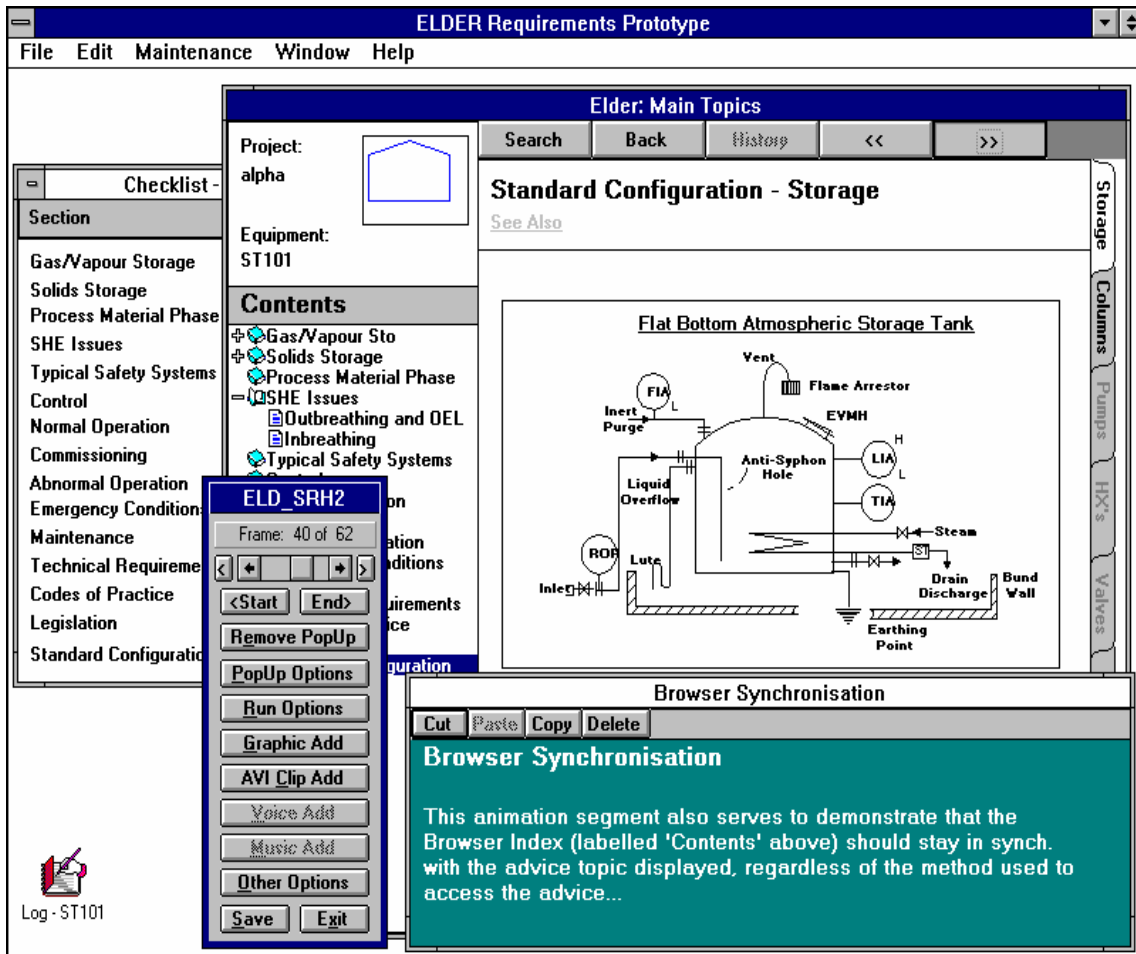 ELDER Requirements Prototype
File Edit Maintenance Window Help
Elder: Main Topics
Project:
alpha
Equipment:
ST101
Search Back History << >>
Standard Configuration - Storage
See Also
Storage
Columns
Pumps
HX's
Valves
Checklist -
Section
Gas/Vapour Storage
Solids Storage
Process Material Phase
SHE Issues
Typical Safety Systems
Control
Normal Operation
Commissioning
Abnormal Operation
Emergency Condition
Maintenance
Technical Requireme
Codes of Practice
Legislation
Standard Configuratio
Contents
Gas/Vapour Sto
Solids Storage
Process Material Phase
SHE Issues
Outbreathing and OEL
Inbreathing
Typical Safety Systems
on
ation
nditions
uirements
ice
guration
Flat Bottom Atmospheric Storage Tank
Vent
Flame Arrestor
FIA
L
Inert
Purge
EVMH
H
LIA
L
Anti-Syphon
Hole
Liquid
Overflow
TIA
Steam
ST
ROF
Lute
Inlet
Drain
Discharge
Bund
Wall
Earthing
Point
ELD_SRH2
Frame: 40 of 62
< >
<Start End>
Remove PopUp
PopUp Options
Run Options
Graphic Add
AVI Clip Add
Voice Add
Music Add
Other Options
Save Exit
Browser Synchronisation
Cut Paste Copy Delete
Browser Synchronisation
This animation segment also serves to demonstrate that the
Browser Index (labelled 'Contents' above) should stay in synch.
with the advice topic displayed, regardless of the method used to
access the advice...
Log - ST101